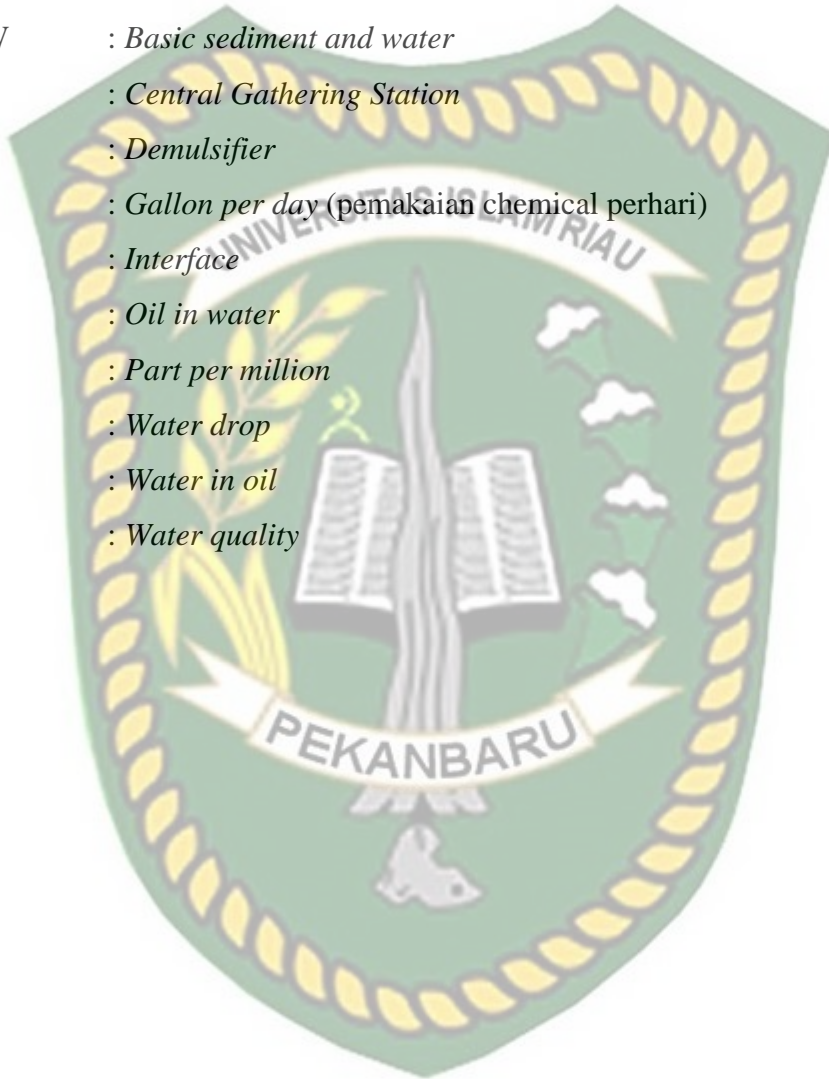 : Basic sediment and water
: Central Gathering Station
: Demulsifier
: Gallon per day (pemakaian chemical perhari)
: Interface
: Oil in water
: Part per million
: Water drop
: Water in oil
: Water quality
UNIVERSITAS ISLAM RIAU
PEKANBARU